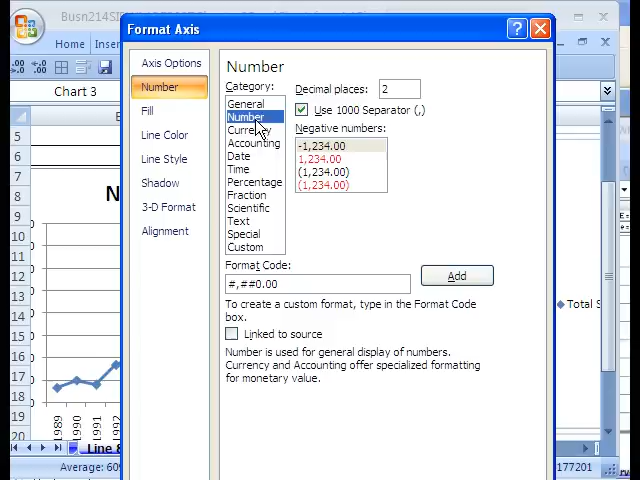 Format Axis
Home
Inser
Chart 3
Axis Options
Number
Fill
Line Color
Line Style
Shadow
3-D Format
Alignment
Number
Category:
General
Number
Currency
Accounting
Date
Time
Percentage
Fraction
Scientific
Text
Special
Custom
Decimal places: 2
Use 1000 Separator (,)
Negative numbers:
-1,234.00
1,234.00
(1,234.00)
(1,234.00)
Format Code:
#,##0.00
Add
To create a custom format, type in the Format Code
box.
Linked to source
Number is used for general display of numbers.
Currency and Accounting offer specialized formatting
for monetary value.
5
6
7
8
9
10
11
12
13
14
15
16
17
18
19
20
N
1989
1990
1991
1992
Total S
Line
Average: 609
177201